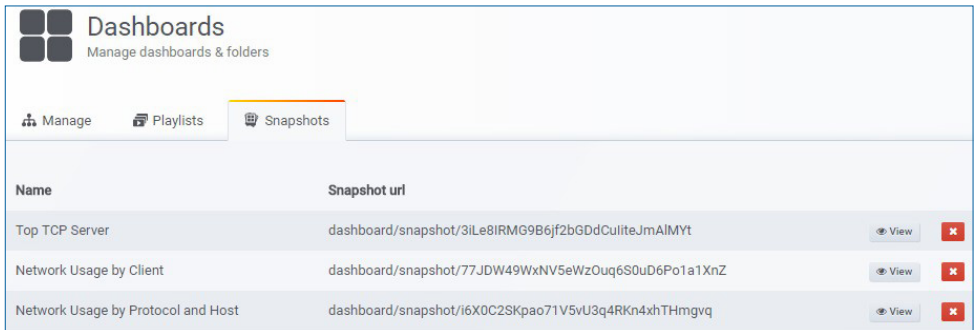 Dashboards
Manage dashboards & folders
Manage Playlists Snapshots
Name Snapshot url
Top TCP Server dashboard/snapshot/3iLe8IRMG9B6jf2bGDdCuIiteJmAlMYt View
Network Usage by Client dashboard/snapshot/77JDW49WxNV5eWzOuq6S0uD6Po1a1XnZ View
Network Usage by Protocol and Host dashboard/snapshot/i6X0C2SKpao71V5vU3q4RKn4xhTHmgvq View